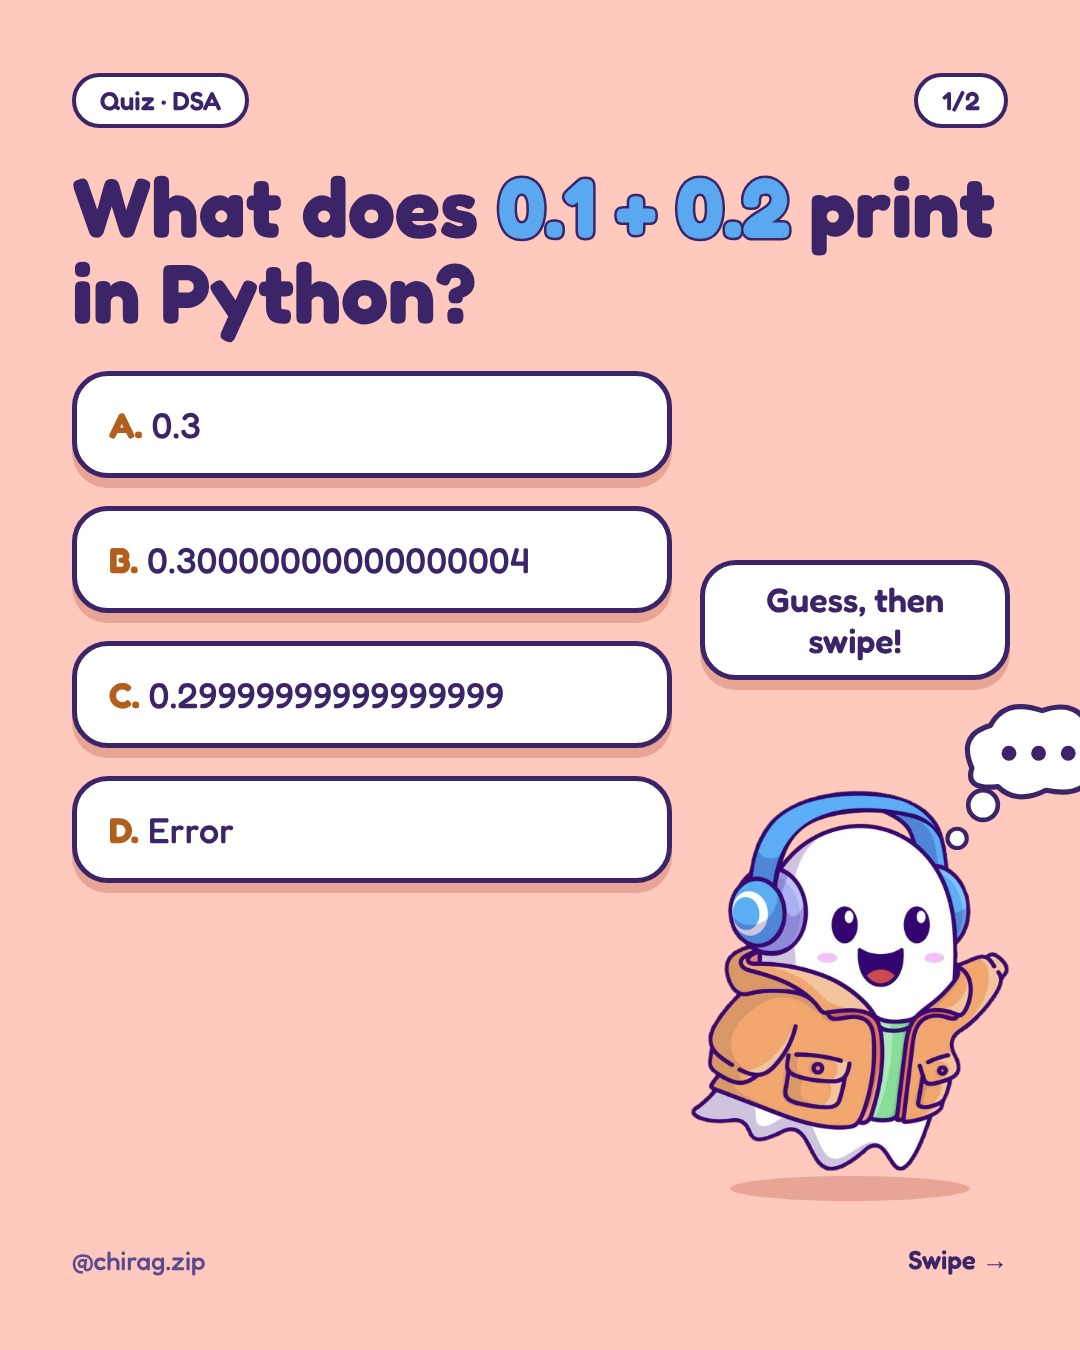 Quiz · DSA
1/2
What does 0.1 + 0.2 print
in Python?
A. 0.3
B. 0.30000000000000004
C. 0.29999999999999999
D. Error
Guess, then
swipe!
@chirag.zip
Swipe →